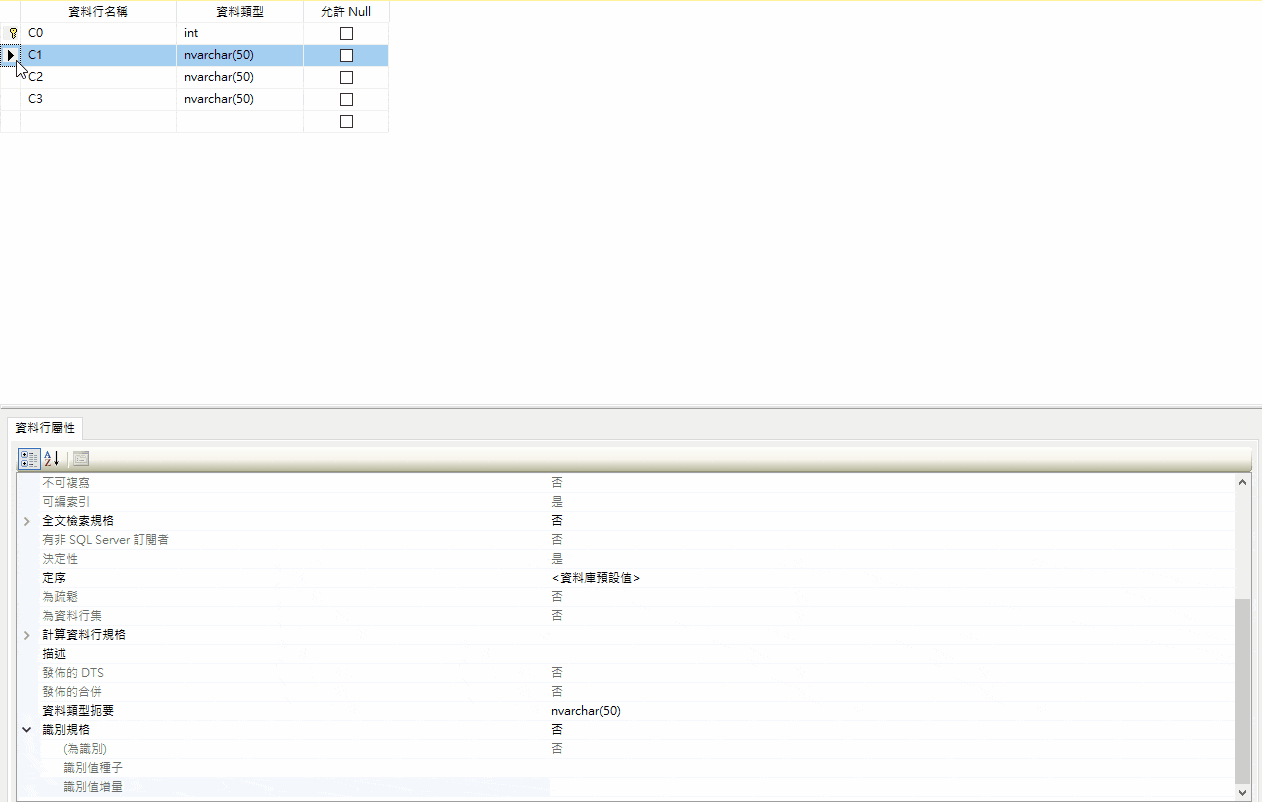 資料行名稱 資料類型 允許 Null
C0 int
C1 nvarchar(50)
C2 nvarchar(50)
C3 nvarchar(50)
資料行屬性
不可複寫 否
可編索引 是
全文檢索規格 否
有非 SQL Server 訂閱者 否
決定性 是
定序 <資料庫預設值>
為疏鬆 否
為資料行集 否
計算資料行規格
描述
發佈的 DTS 否
發佈的合併 否
資料類型扼要 nvarchar(50)
識別規格 否
(為識別) 否
識別值種子
識別值增量